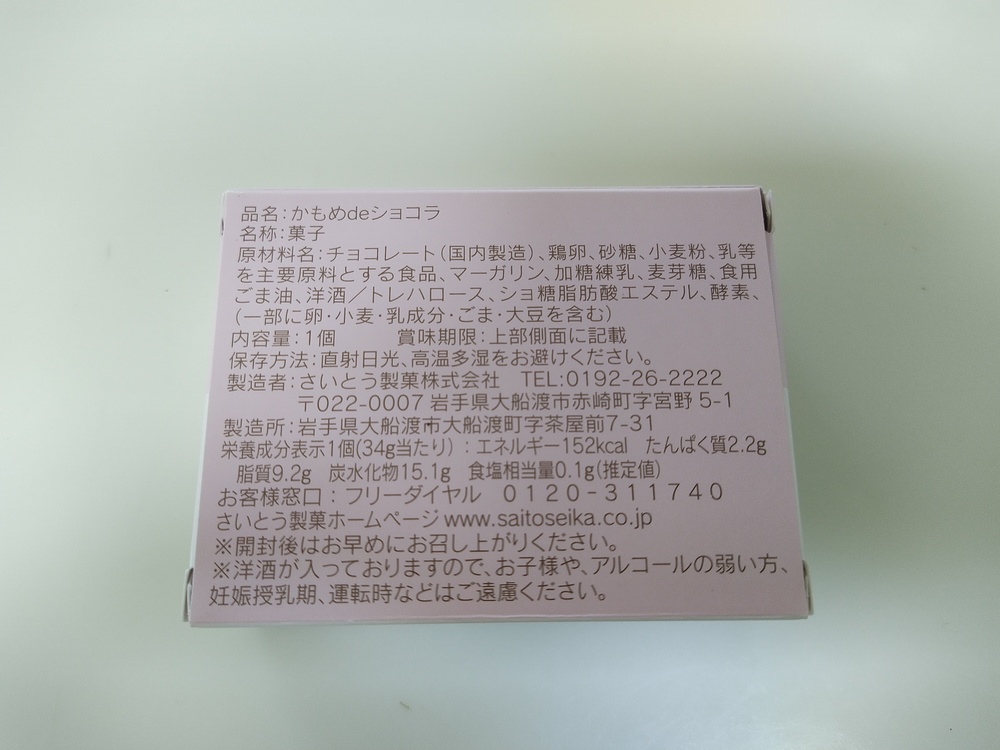 品名：かもめdeショコラ
名称：菓子
原材料名：チョコレート（国内製造）、鶏卵、砂糖、小麦粉、乳等
を主要原料とする食品、マーガリン、加糖練乳、麦芽糖、食用
ごま油、洋酒／トレハロース、ショ糖脂肪酸エステル、酵素、
（一部に卵・小麦・乳成分・ごま・大豆を含む）
内容量：1個　賞味期限：上部側面に記載
保存方法：直射日光、高温多湿をお避けください。
製造者：さいとう製菓株式会社　TEL:0192-26-2222
〒022-0007 岩手県大船渡市赤崎町字宮野 5-1
製造所：岩手県大船渡市大船渡町字茶屋前7-31
栄養成分表示1個(34g当たり)：エネルギー152kcal　たんぱく質2.2g
脂質9.2g　炭水化物15.1g　食塩相当量0.1g(推定値)
お客様窓口：フリーダイヤル　０１２０－３１１７４０
さいとう製菓ホームページ www.saitoseika.co.jp
※開封後はお早めにお召し上がりください。
※洋酒が入っておりますので、お子様や、アルコールの弱い方、
妊娠授乳期、運転時などはご遠慮ください。